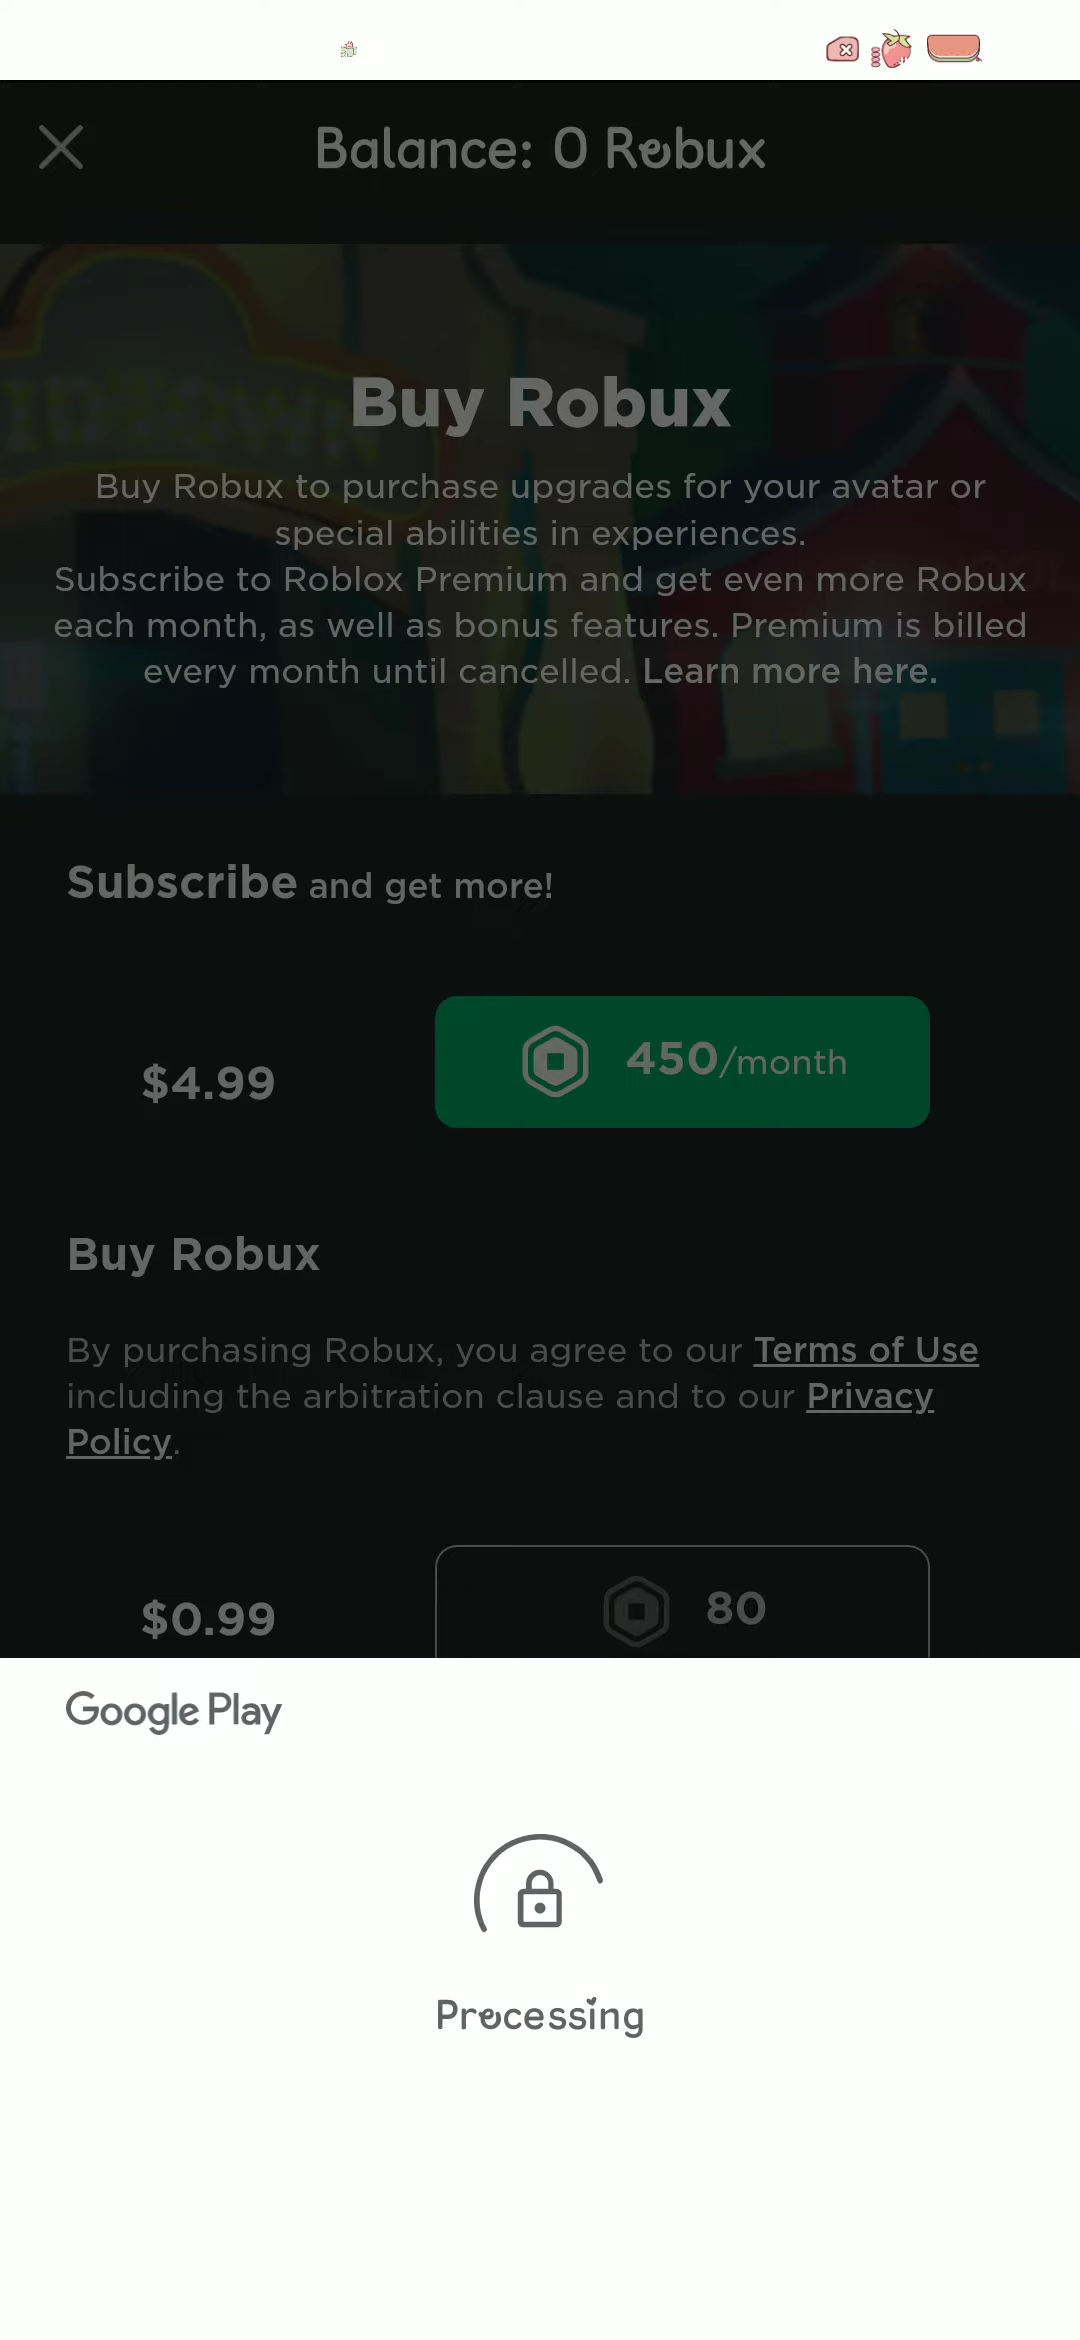 Balance: 0 Robux
Buy Robux
Buy Robux to purchase upgrades for your avatar or
special abilities in experiences.
Subscribe to Roblox Premium and get even more Robux
each month, as well as bonus features. Premium is billed
every month until cancelled. Learn more here.
Subscribe and get more!
$4.99 450/month
Buy Robux
By purchasing Robux, you agree to our Terms of Use
including the arbitration clause and to our Privacy
Policy.
$0.99 80
Google Play
Processing